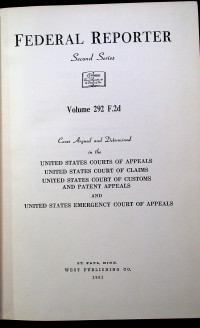 FEDERAL REPORTER
Second Series
Volume 292 F.2d
Cases Argued and Determined
in the
UNITED STATES COURTS OF APPEALS
UNITED STATES COURT OF CLAIMS
UNITED STATES COURT OF CUSTOMS
AND PATENT APPEALS
AND
UNITED STATES EMERGENCY COURT OF APPEALS
ST. PAUL, MINN.
WEST PUBLISHING CO.
1961